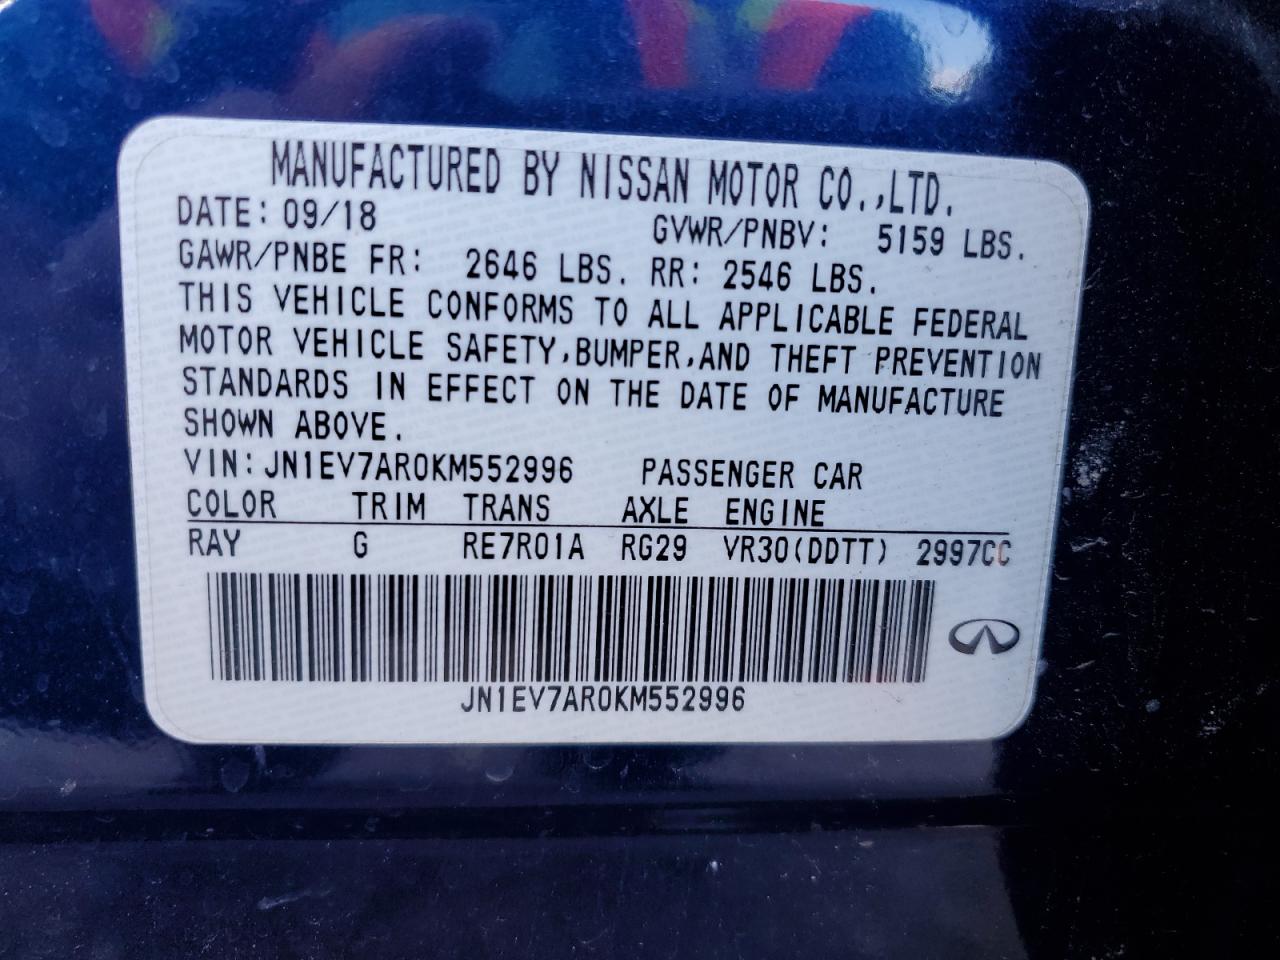 MANUFACTURED BY NISSAN MOTOR CO.,LTD.
DATE: 09/18 GVWR/PNBV: 5159 LBS.
GAWR/PNBE FR: 2646 LBS. RR: 2546 LBS.
THIS VEHICLE CONFORMS TO ALL APPLICABLE FEDERAL
MOTOR VEHICLE SAFETY,BUMPER,AND THEFT PREVENTION
STANDARDS IN EFFECT ON THE DATE OF MANUFACTURE
SHOWN ABOVE.
VIN:JN1EV7AR0KM552996 PASSENGER CAR
COLOR TRIM TRANS AXLE ENGINE
RAY G RE7R01A RG29 VR30(DDTT) 2997CC
JN1EV7AR0KM552996